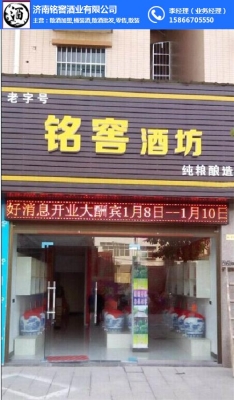 酒
济南铭窖酒业有限公司
主营：隆酒加盟,桶装酒,隆酒批发,零售,散装
李经理（业务经理）
15866705550
老字号
铭窖酒坊
纯粮酿造
好消息开业大酬宾1月8日--1月10日